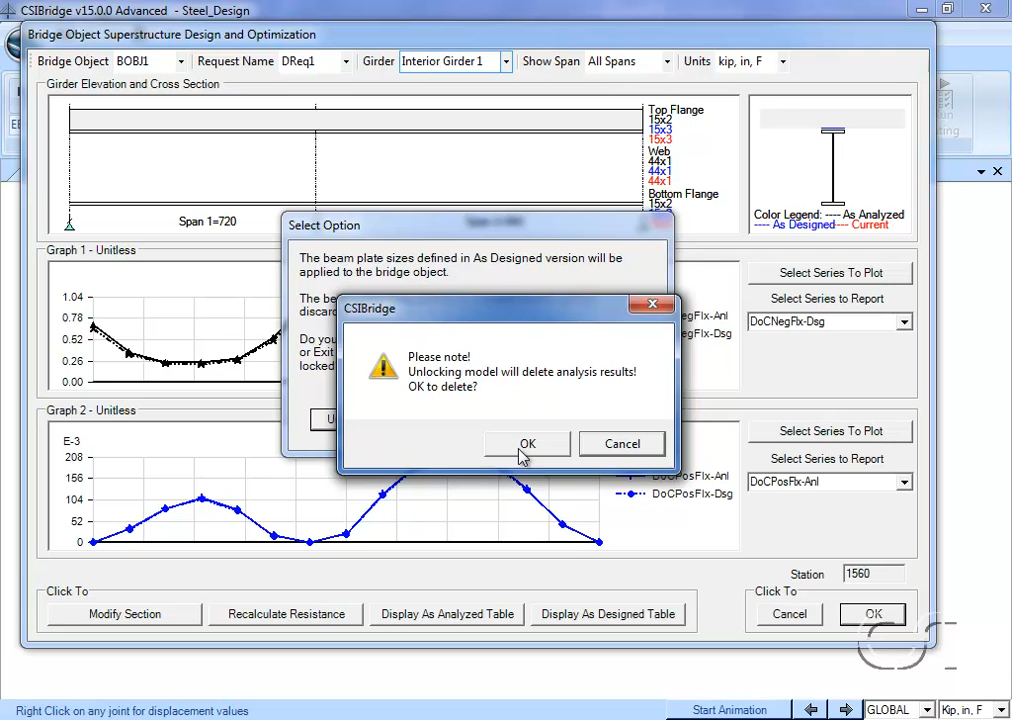 CSIBridge v15.0.0 Advanced - Steel_Design
Bridge Object Superstructure Design and Optimization
Bridge Object BOBJ1 Request Name DReq1 Girder Interior Girder 1 Show Span All Spans Units kip, in, F
Girder Elevation and Cross Section
Top Flange
15x2
15x3
15x3
Web
44x1
44x1
44x1
Bottom Flange
15x2
Span 1=720
Color Legend: ---- As Analyzed
---- As Designed ---- Current
Select Option
The beam plate sizes defined in As Designed version will be
applied to the bridge object.
The be
discar
Do you
or Exit
locked
U
CSIBridge
Please note!
Unlocking model will delete analysis results!
OK to delete?
OK Cancel
Graph 1 - Unitless
1.04
0.78
0.52
0.26
0.00
NegFlx-Anl
NegFlx-Dsg
Select Series To Plot
Select Series to Report
DoCNegFlx-Dsg
Graph 2 - Unitless
E-3
208
156
104
52
0
DoCPosFlx-Anl
DoCPosFlx-Dsg
Select Series To Plot
Select Series to Report
DoCPosFlx-Anl
Station 1560
Click To
Modify Section Recalculate Resistance Display As Analyzed Table Display As Designed Table
Click To
Cancel OK
Right Click on any joint for displacement values
Start Animation GLOBAL Kip, in, F